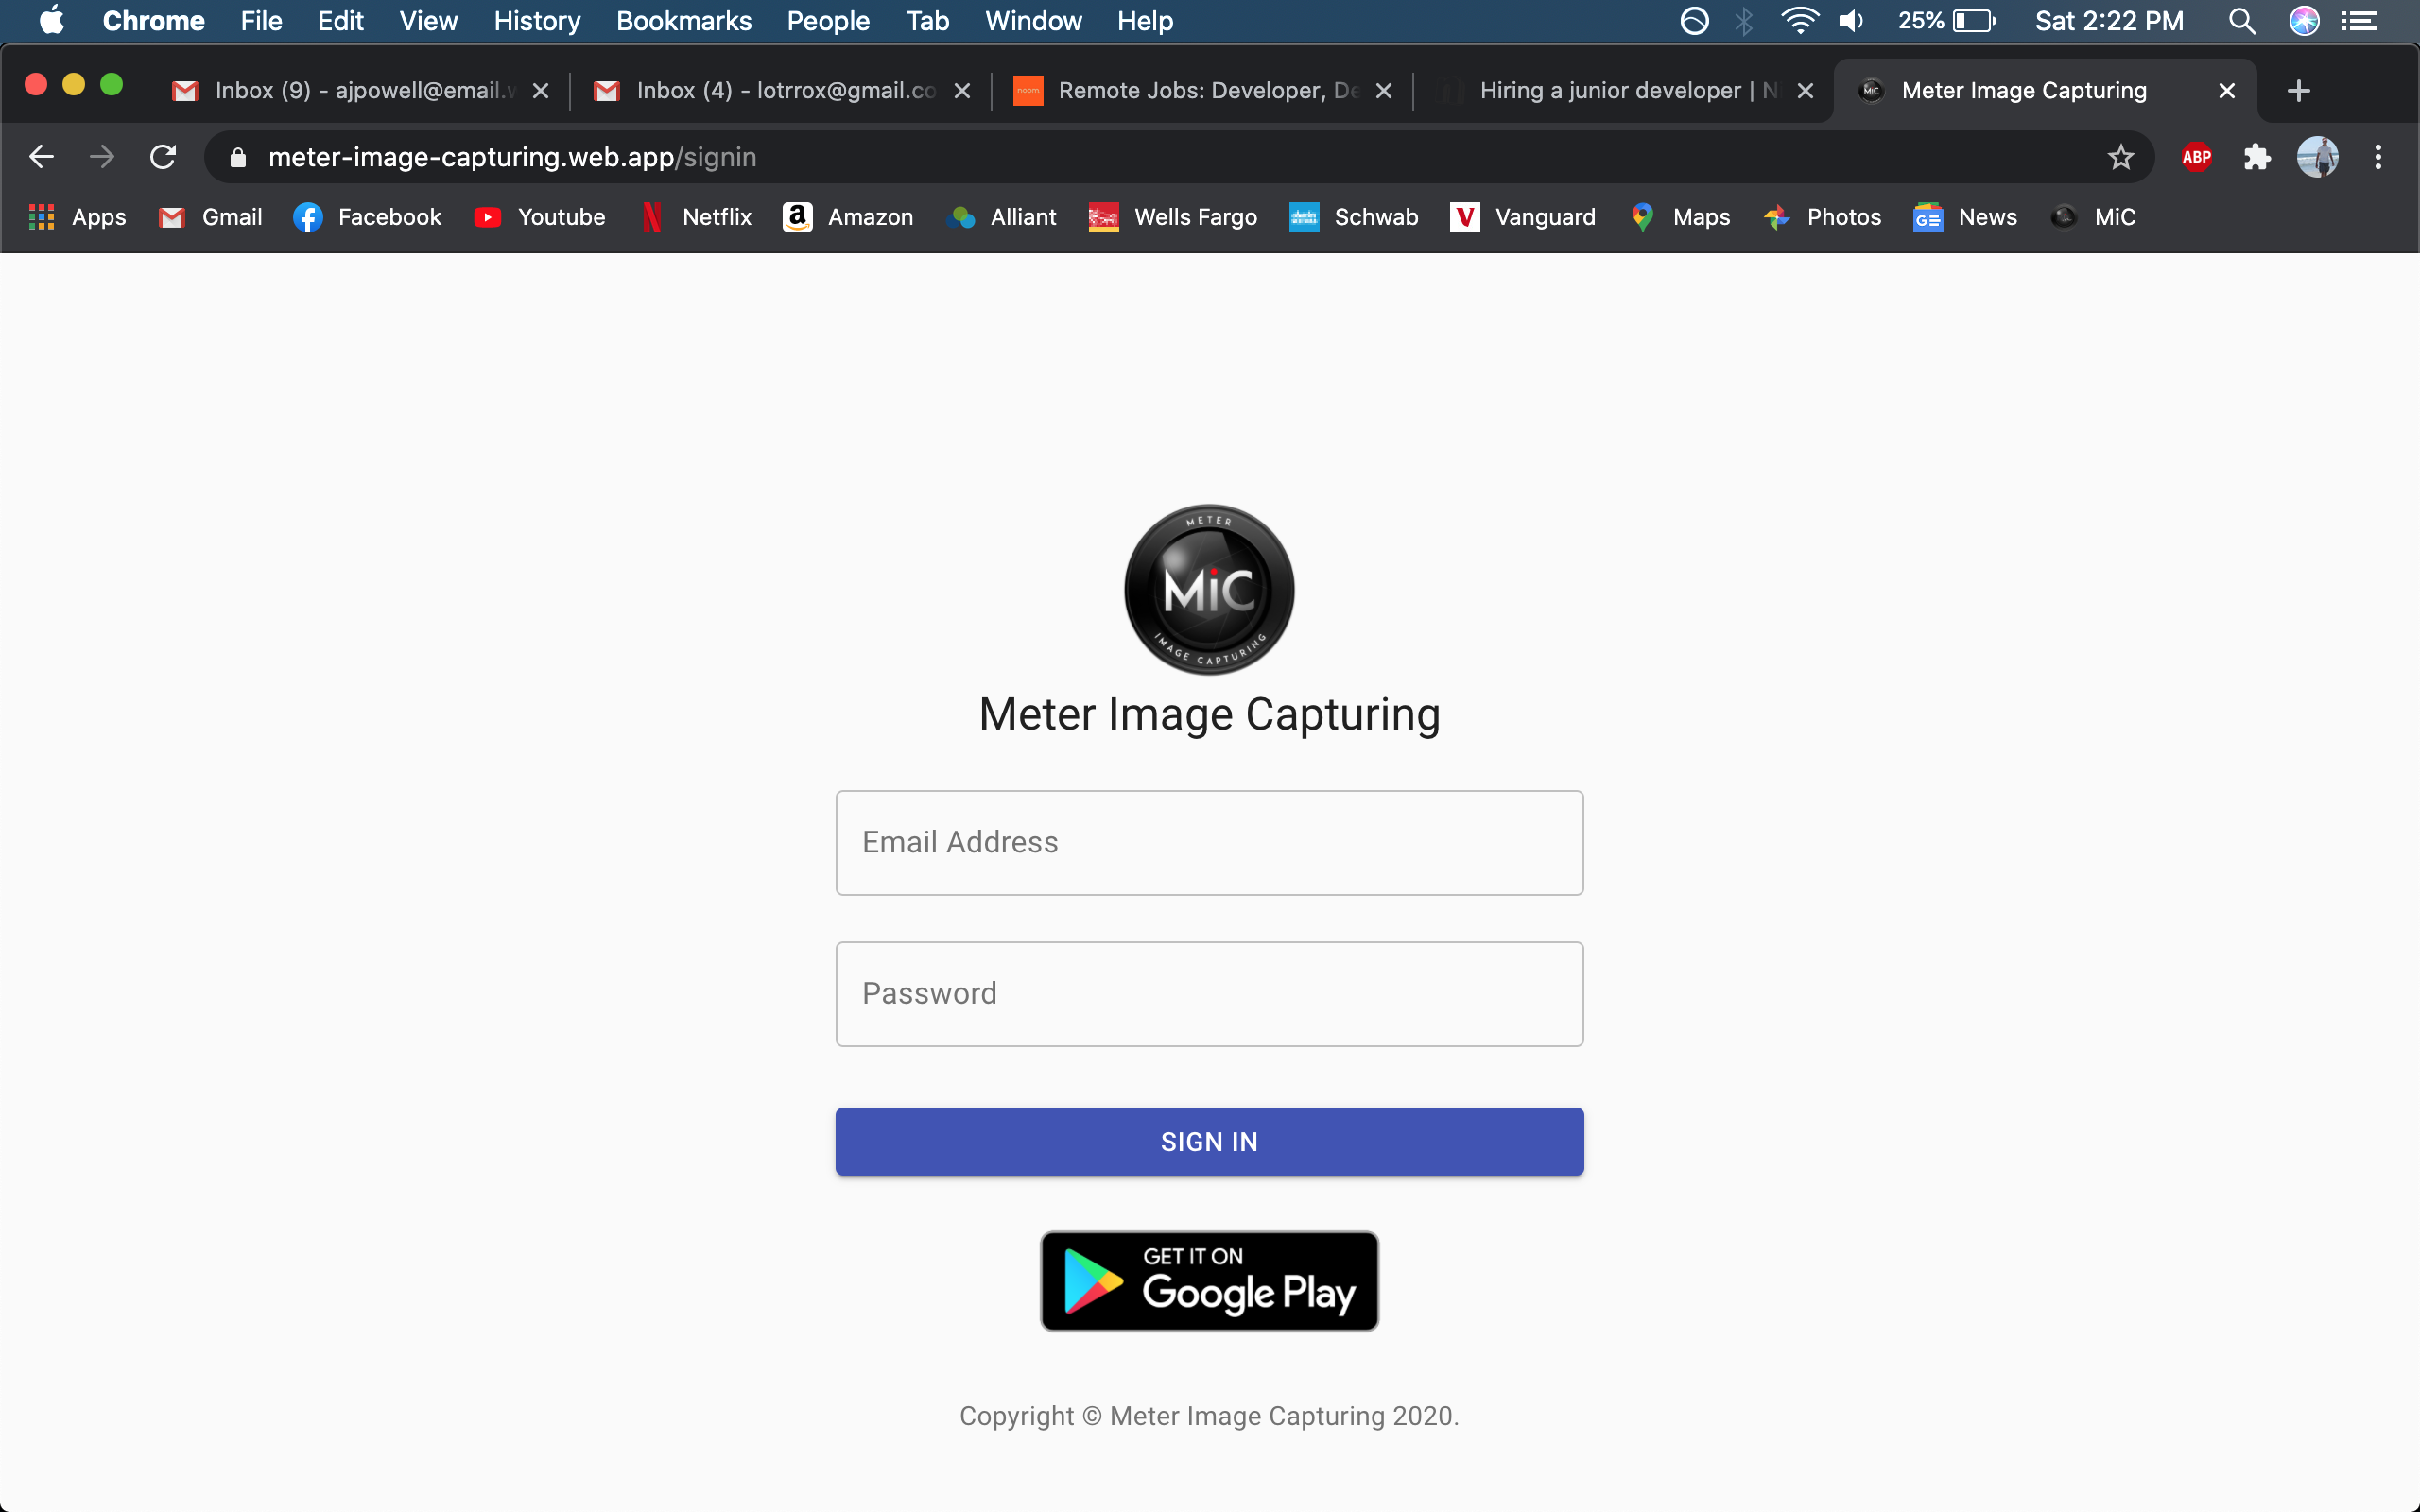 Chrome File Edit View History Bookmarks People Tab Window Help 25% Sat 2:22 PM
Inbox (9) - ajpowell@email.w Inbox (4) - lotrrox@gmail.co noom Remote Jobs: Developer, De Hiring a junior developer | N MiC Meter Image Capturing
meter-image-capturing.web.app/signin ABP
Apps Gmail Facebook Youtube Netflix Amazon Alliant Wells Fargo Schwab Vanguard Maps Photos GE News MiC
METER
MiC
IMAGE CAPTURING
Meter Image Capturing
Email Address
Password
SIGN IN
GET IT ON
Google Play
Copyright © Meter Image Capturing 2020.